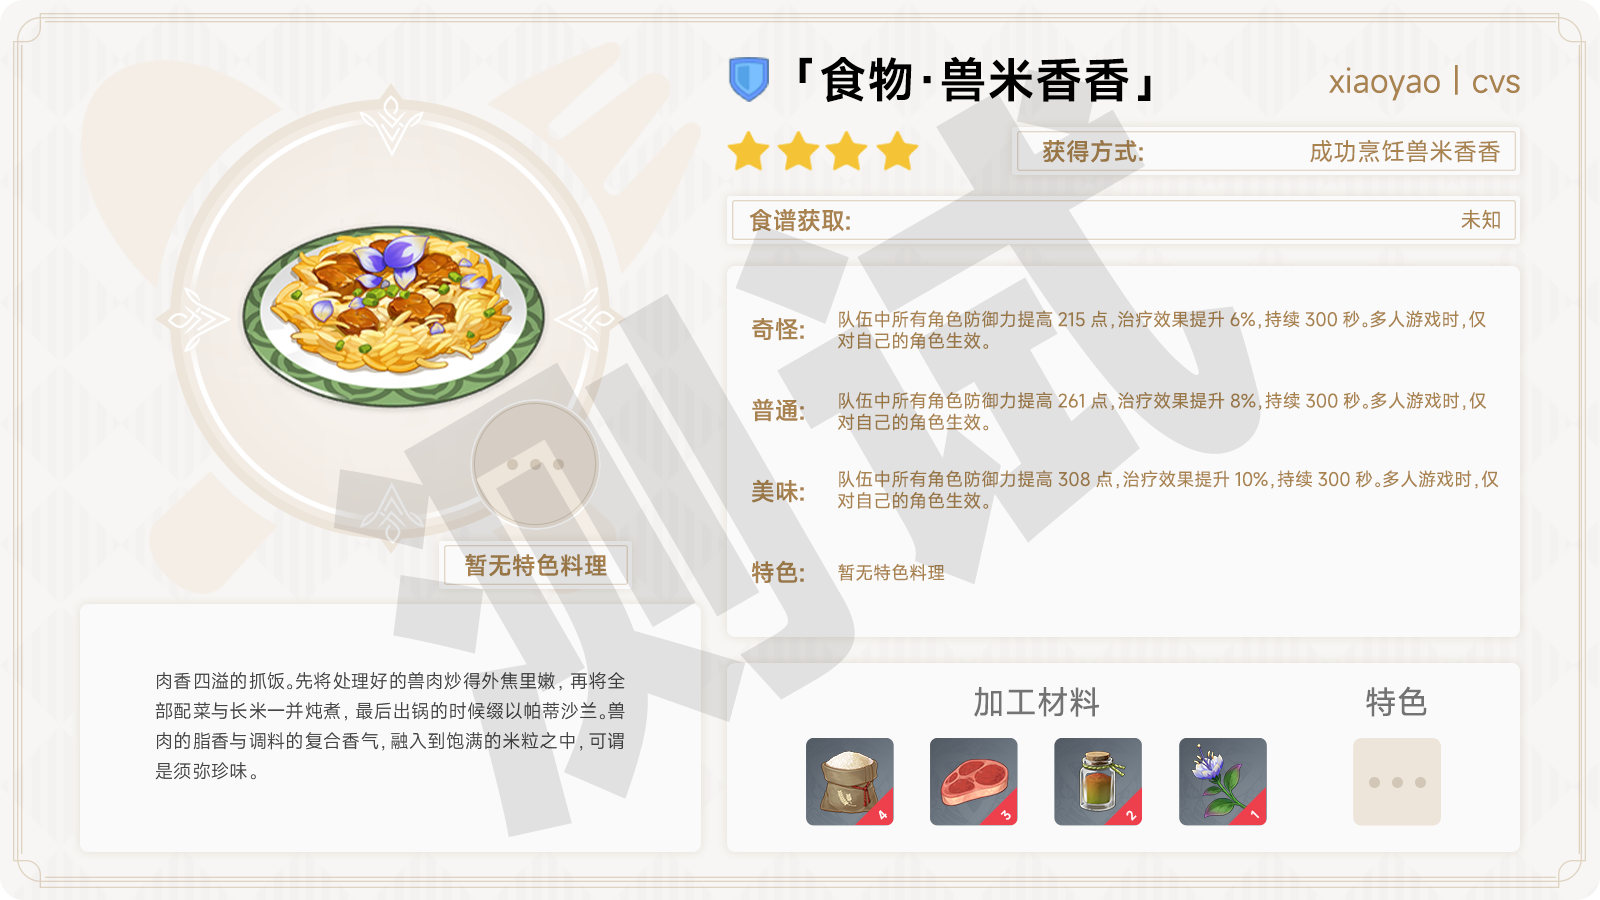 「食物·兽米香香」
xiaoyao | cvs
获得方式:
成功烹饪兽米香香
食谱获取:
未知
奇怪:
队伍中所有角色防御力提高 215 点,治疗效果提升 6%,持续 300 秒。多人游戏时,仅
对自己的角色生效。
普通:
队伍中所有角色防御力提高 261 点,治疗效果提升 8%,持续 300 秒。多人游戏时,仅
对自己的角色生效。
美味:
队伍中所有角色防御力提高 308 点,治疗效果提升 10%,持续 300 秒。多人游戏时,仅
对自己的角色生效。
特色:
暂无特色料理
暂无特色料理
肉香四溢的抓饭。先将处理好的兽肉炒得外焦里嫩，再将全
部配菜与长米一并炖煮，最后出锅的时候缀以帕蒂沙兰。兽
肉的脂香与调料的复合香气，融入到饱满的米粒之中，可谓
是须弥珍味。
加工材料
特色
4
3
2
1
测试